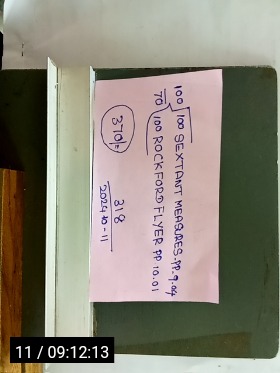 100 100 SEXTANT MEASURES.PP.9.04
70 100 ROCKFORD FLYER PP 10.01
370/=
318
2024-10-11
11 / 09:12:13